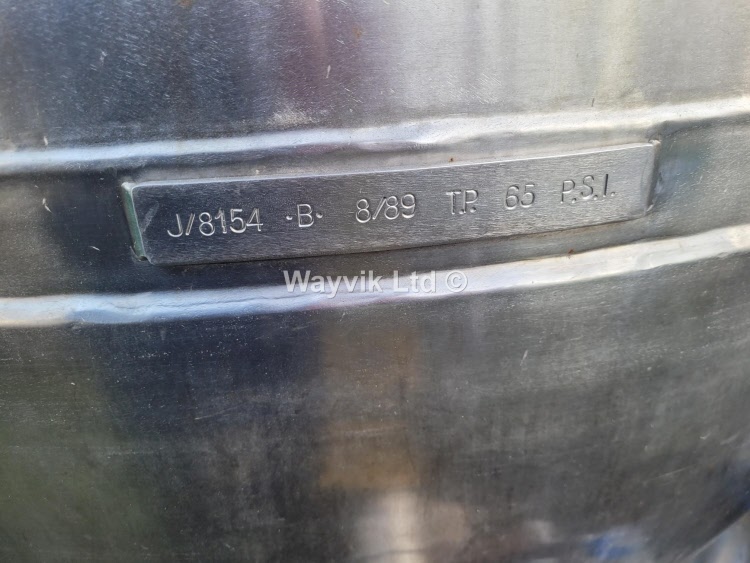 J/8154 ·B· 8/89 T.P. 65 P.S.I.
Wayvik Ltd ©